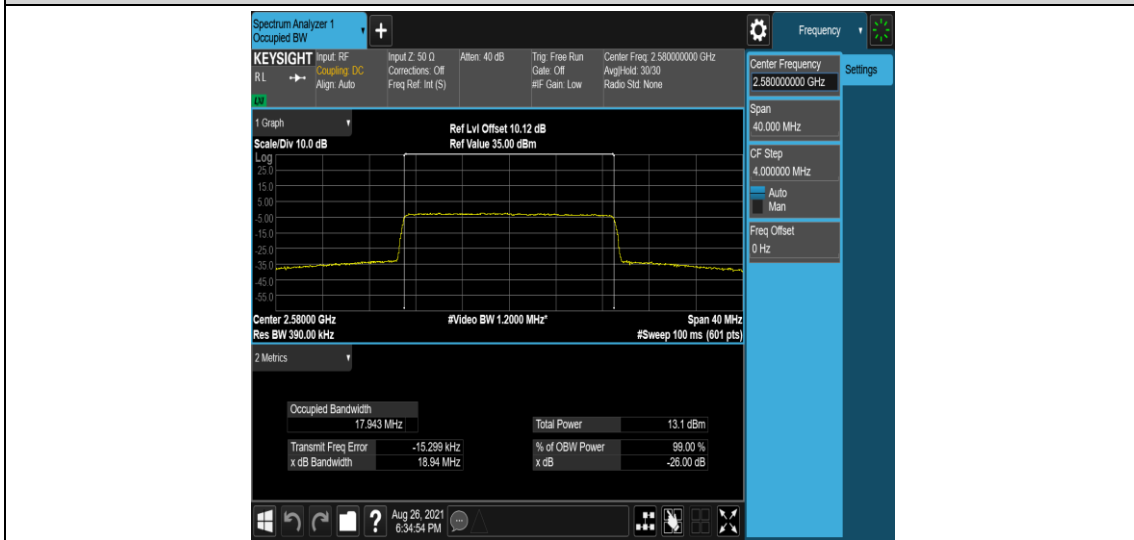 Spectrum Analyzer 1
Occupied BW
Frequency
KEYSIGHT
RL
Input: RF
Coupling: DC
Align: Auto
Input Z: 50 Ω
Corrections: Off
Freq Ref: Int (S)
Atten: 40 dB
Trig: Free Run
Gate: Off
#IF Gain: Low
Center Freq: 2.580000000 GHz
Avg|Hold: 30/30
Radio Std: None
Center Frequency
2.580000000 GHz
Settings
Span
40.000 MHz
CF Step
4.000000 MHz
Auto
Man
Freq Offset
0 Hz
1 Graph
Scale/Div 10.0 dB
Ref Lvl Offset 10.12 dB
Ref Value 35.00 dBm
Log
25.0
15.0
5.00
-5.00
-15.0
-25.0
-35.0
-45.0
-55.0
Center 2.58000 GHz
Res BW 390.00 kHz
#Video BW 1.2000 MHz*
Span 40 MHz
#Sweep 100 ms (601 pts)
2 Metrics
Occupied Bandwidth
17.943 MHz
Total Power 13.1 dBm
Transmit Freq Error -15.299 kHz
% of OBW Power 99.00 %
x dB Bandwidth 18.94 MHz
x dB -26.00 dB
?
Aug 26, 2021
6:34:54 PM